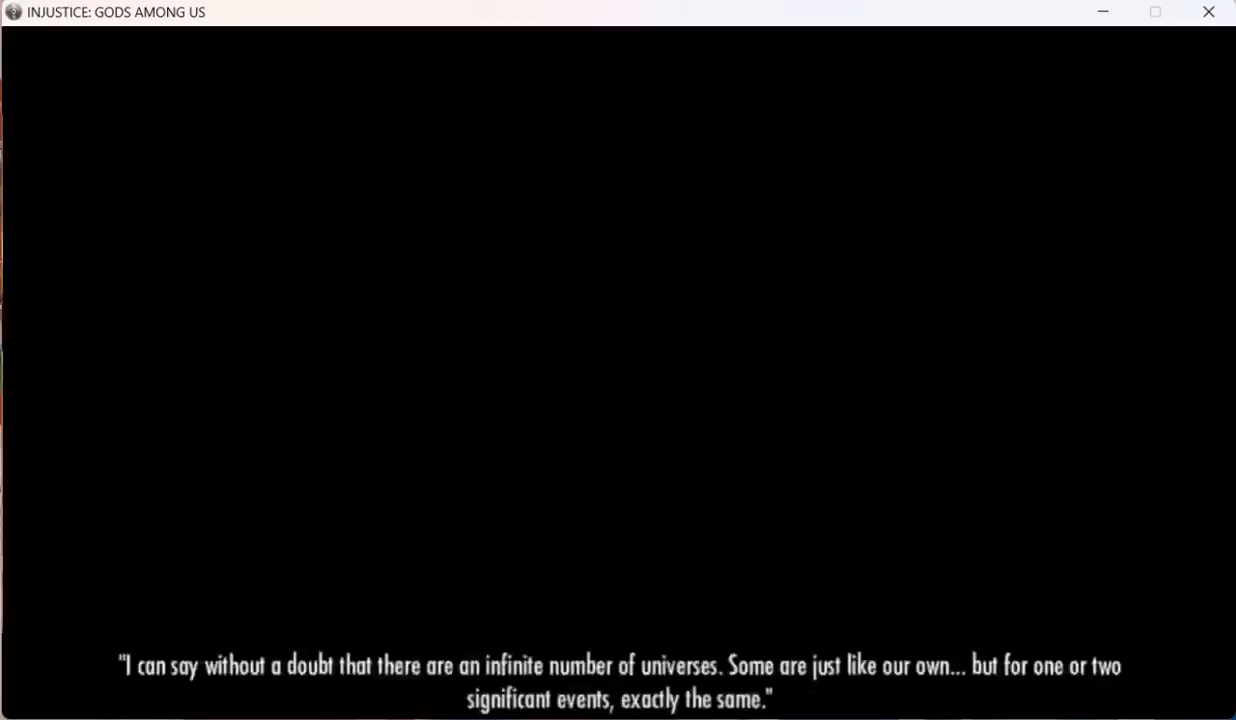 INJUSTICE: GODS AMONG US
"I can say without a doubt that there are an infinite number of universes. Some are just like our own... but for one or two
significant events, exactly the same."